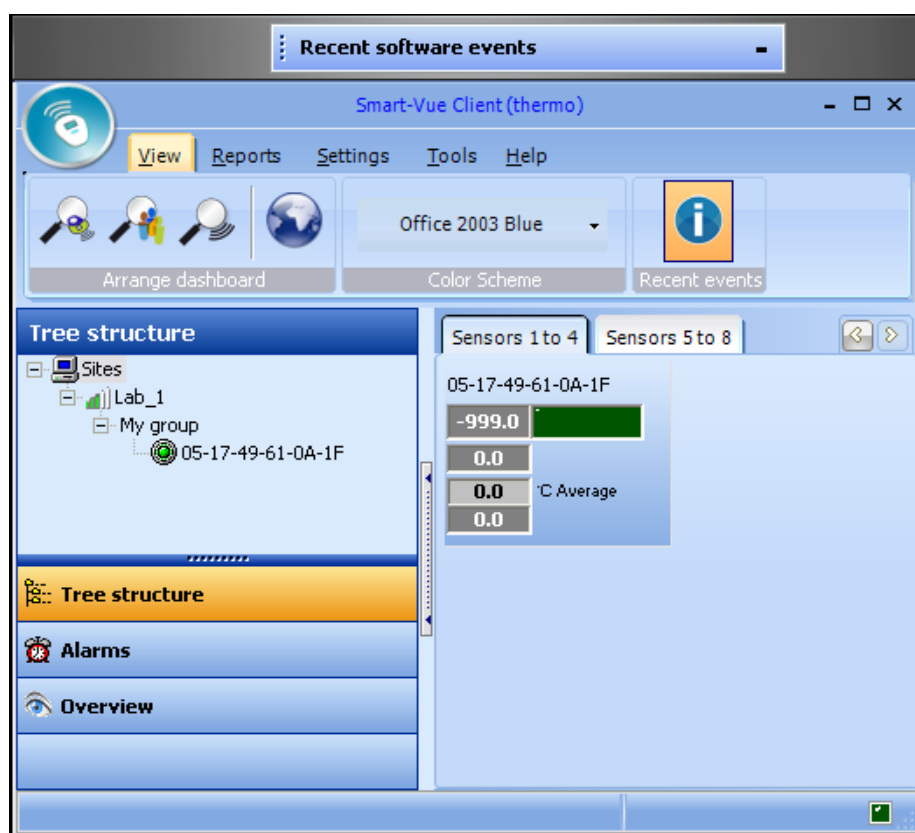 Recent software events
Smart-Vue Client (thermo)
View Reports Settings Tools Help
Office 2003 Blue
Arrange dashboard Color Scheme Recent events
Tree structure
Sensors 1 to 4 Sensors 5 to 8
Sites
Lab_1
My group
05-17-49-61-0A-1F
05-17-49-61-0A-1F
-999.0
0.0
0.0 °C Average
0.0
Tree structure
Alarms
Overview